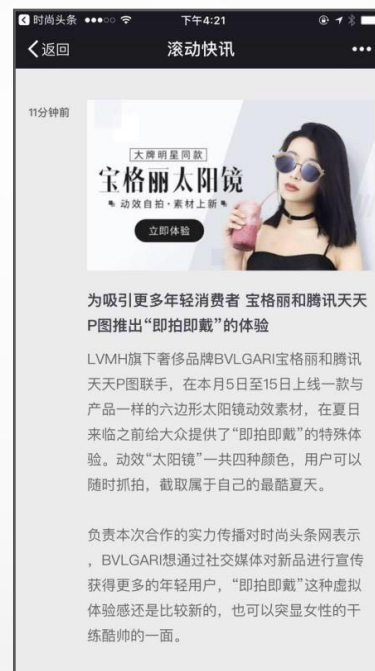 时尚头条
下午4:21
返回
滚动快讯
11分钟前
大牌明星同款
宝格丽太阳镜
动效自拍·素材上新
立即体验
为吸引更多年轻消费者 宝格丽和腾讯天天
P图推出“即拍即戴”的体验
LVMH旗下奢侈品牌BVLGARI宝格丽和腾讯
天天P图联手，在本月5日至15日上线一款与
产品一样的六边形太阳镜动效素材，在夏日
来临之前给大众提供了“即拍即戴”的特殊体
验。动效“太阳镜”一共四种颜色，用户可以
随时抓拍，截取属于自己的最酷夏天。
负责本次合作的实力传播对时尚头条网表示
，BVLGARI想通过社交媒体对新品进行宣传
获得更多的年轻用户，“即拍即戴”这种虚拟
体验感还是比较新的，也可以突显女性的干
练酷帅的一面。